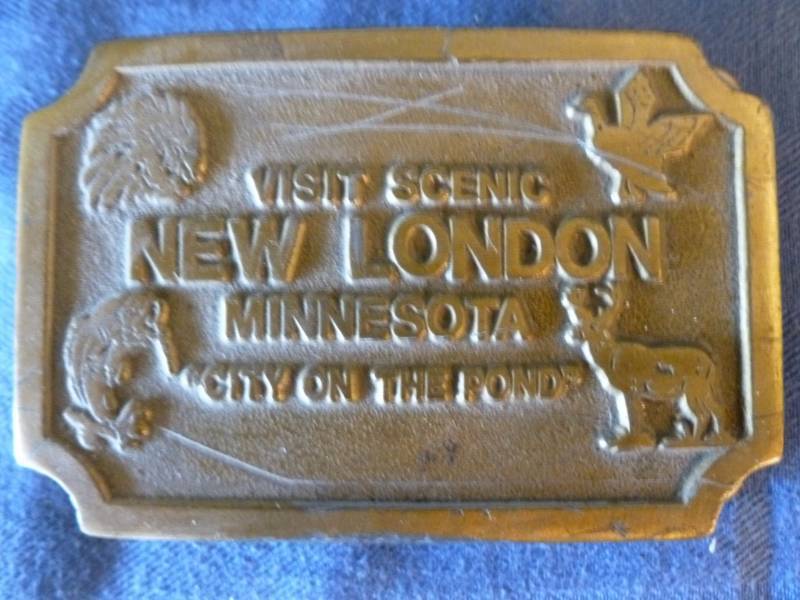 VISIT SCENIC
NEW LONDON
MINNESOTA
"CITY ON THE POND"